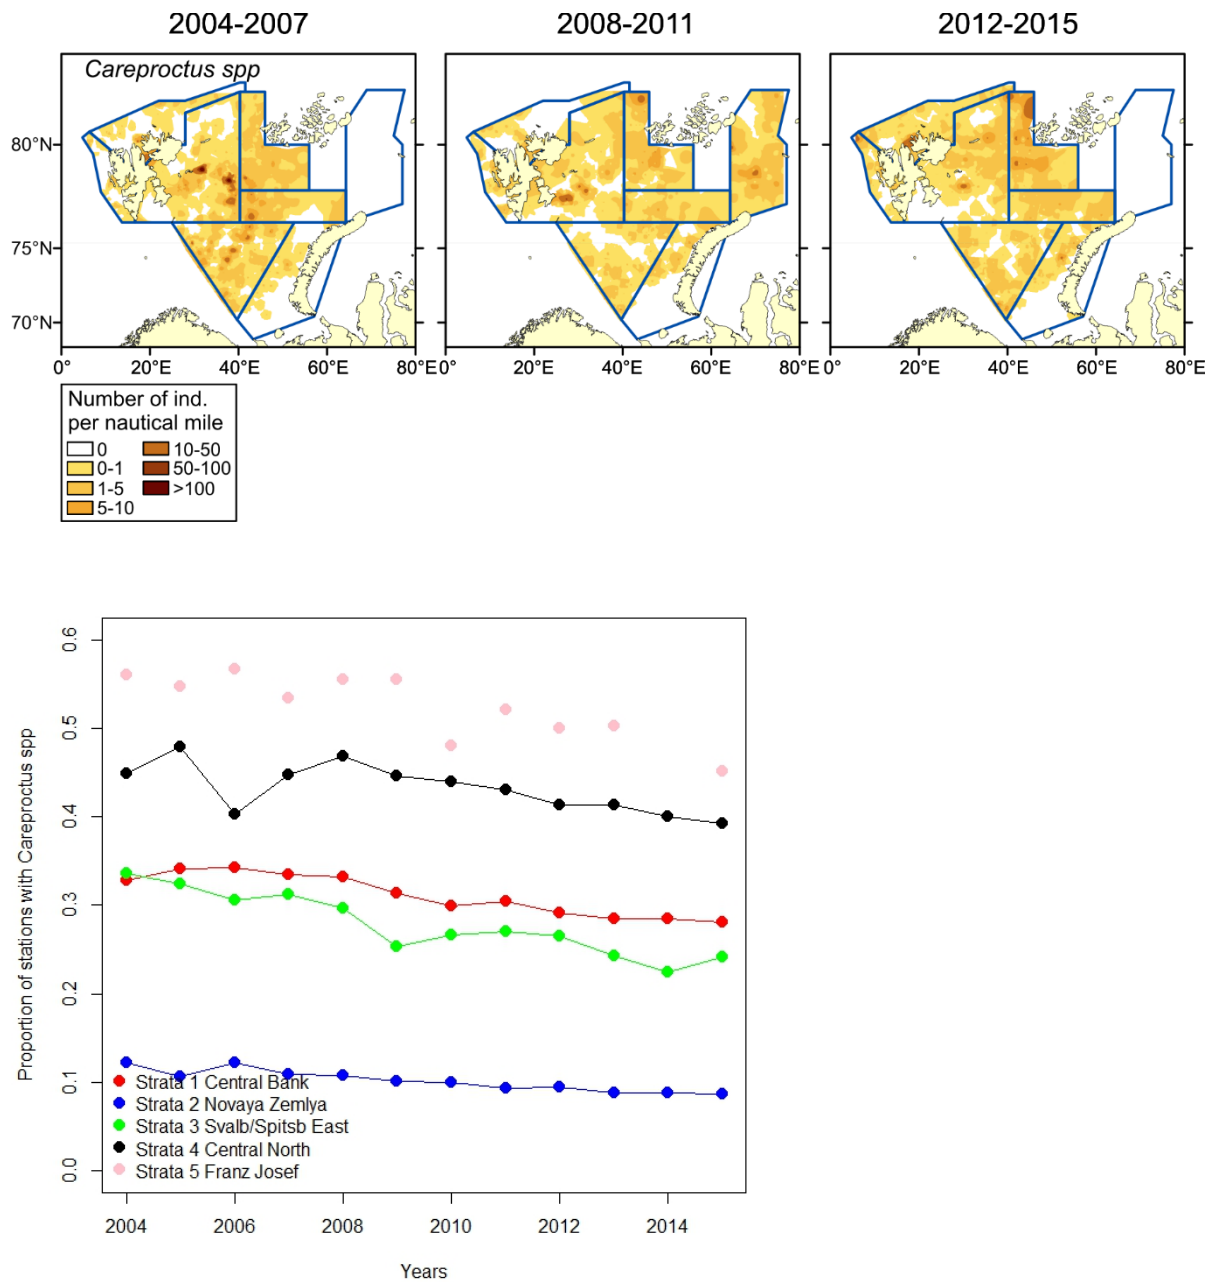 2004-2007 2008-2011 2012-2015
Careproctus spp
80°N
75°N
70°N
0 20°E 40°E 60°E 80°E 0 20°E 40°E 60°E 80°E 20°E 40°E 60°E 80°E
Number of ind.
per nautical mile
0 10-50
0-1 50-100
1-5 >100
5-10
Proportion of stations with Careproctus spp
0.6
0.5
0.4
0.3
0.2
0.1
0.0
Strata 1 Central Bank
Strata 2 Novaya Zemlya
Strata 3 Svalb/Spitsb East
Strata 4 Central North
Strata 5 Franz Josef
2004 2006 2008 2010 2012 2014
Years